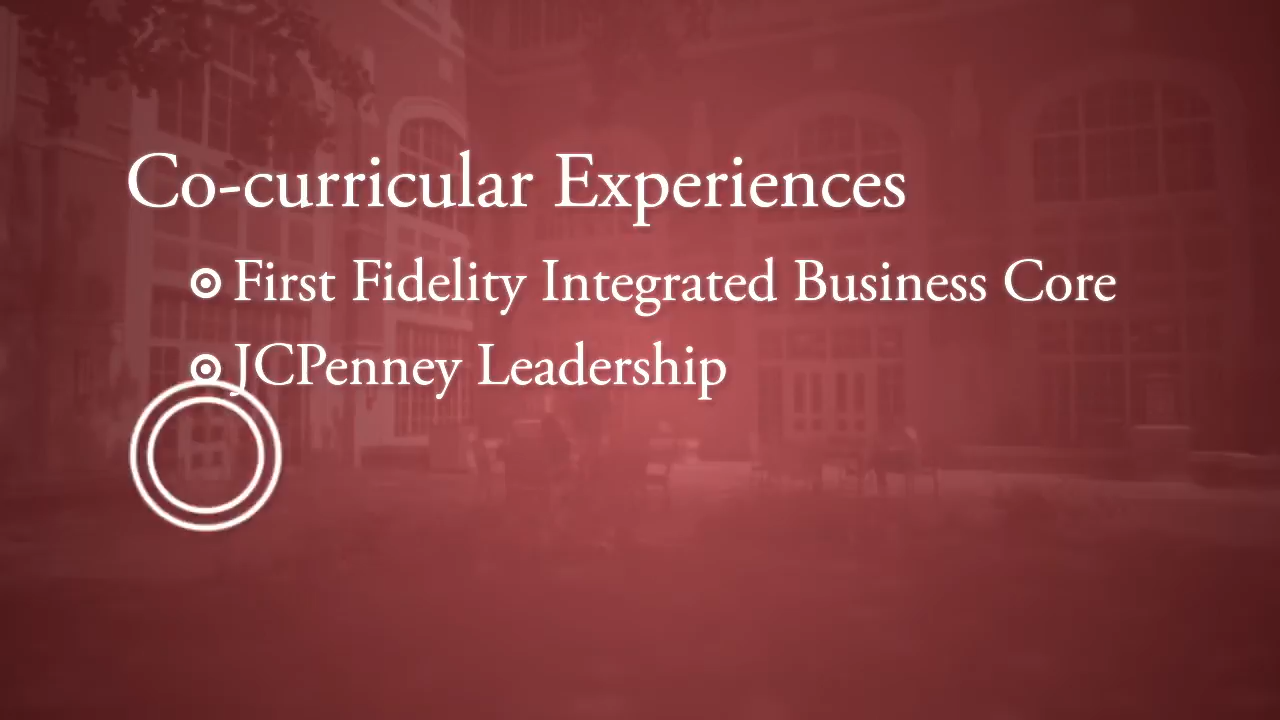 Co-curricular Experiences
First Fidelity Integrated Business Core
JCPenney Leadership